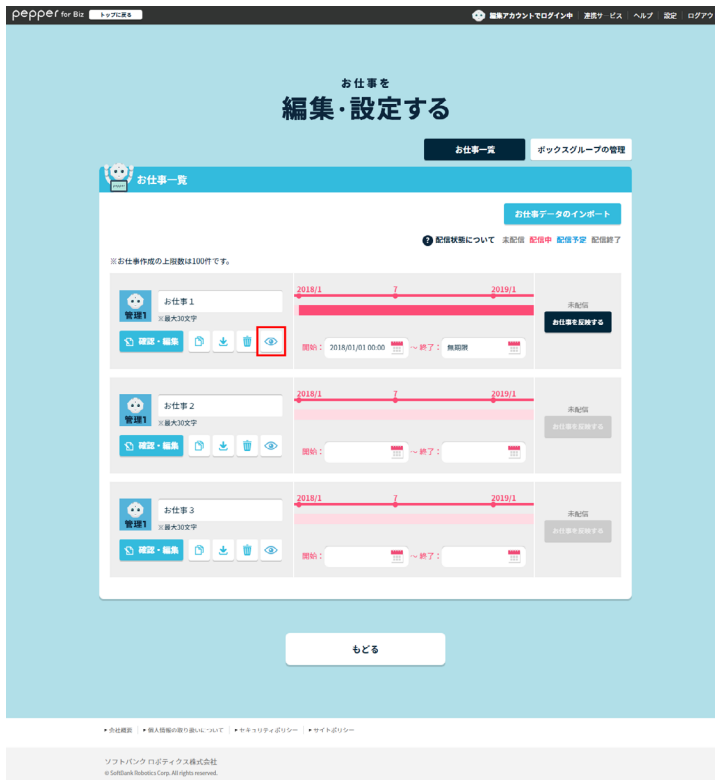 pepper for Biz トップに戻る 編集アカウントでログイン中 連携サービス ヘルプ 設定 ログアウ
お仕事を
編集・設定する
お仕事一覧 ボックスグループの管理
お仕事一覧
お仕事データのインポート
? 配信状態について 未配信 配信中 配信予定 配信終了
※お仕事作成の上限数は100件です。
2018/1 7 2019/1
管理1 お仕事１
※最大30文字
未配信
お仕事を反映する
確認・編集
開始： 2018/01/01 00:00 ～ 終了： 無期限
2018/1 7 2019/1
管理1 お仕事２
※最大30文字
未配信
お仕事を反映する
確認・編集
開始： ～ 終了：
2018/1 7 2019/1
管理1 お仕事３
※最大30文字
未配信
お仕事を反映する
確認・編集
開始： ～ 終了：
もどる
会社概要 個人情報の取り扱いについて セキュリティポリシー サイトポリシー
ソフトバンク ロボティクス株式会社
© SoftBank Robotics Corp. All rights reserved.